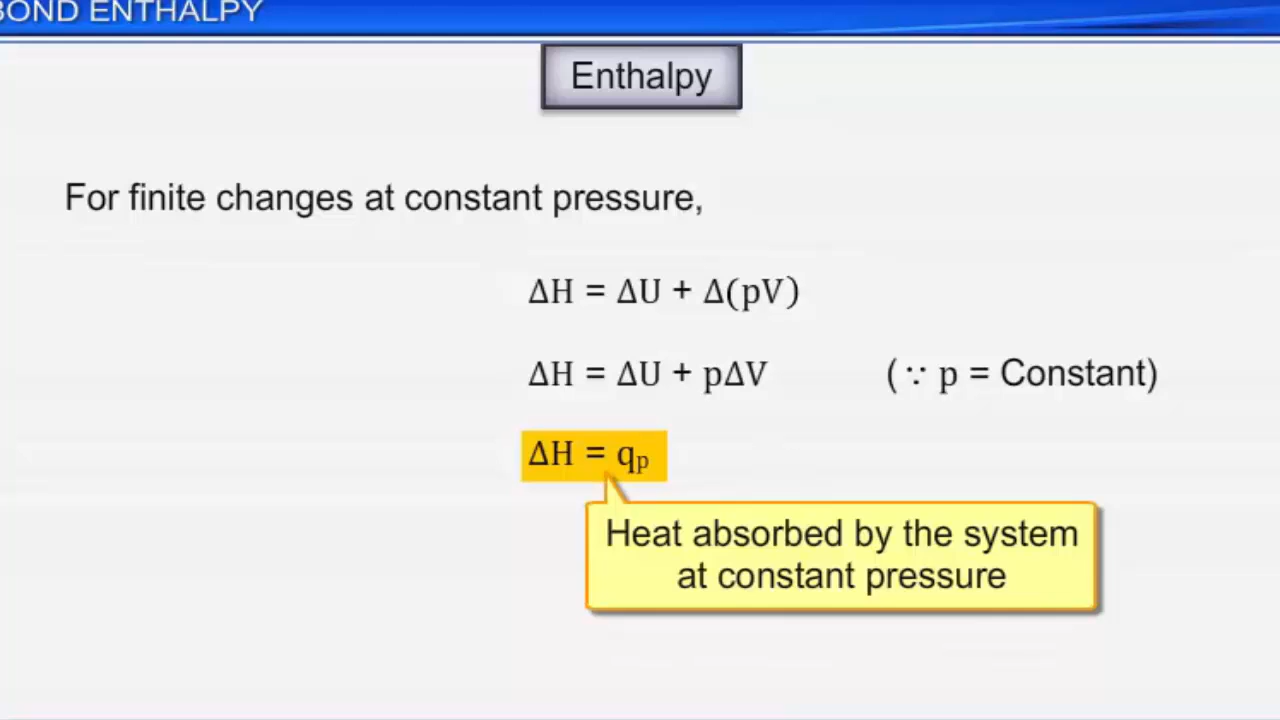 BOND ENTHALPY
Enthalpy
For finite changes at constant pressure,
ΔH = ΔU + Δ(pV)
ΔH = ΔU + pΔV (∵ p = Constant)
ΔH = qₚ
Heat absorbed by the system
at constant pressure